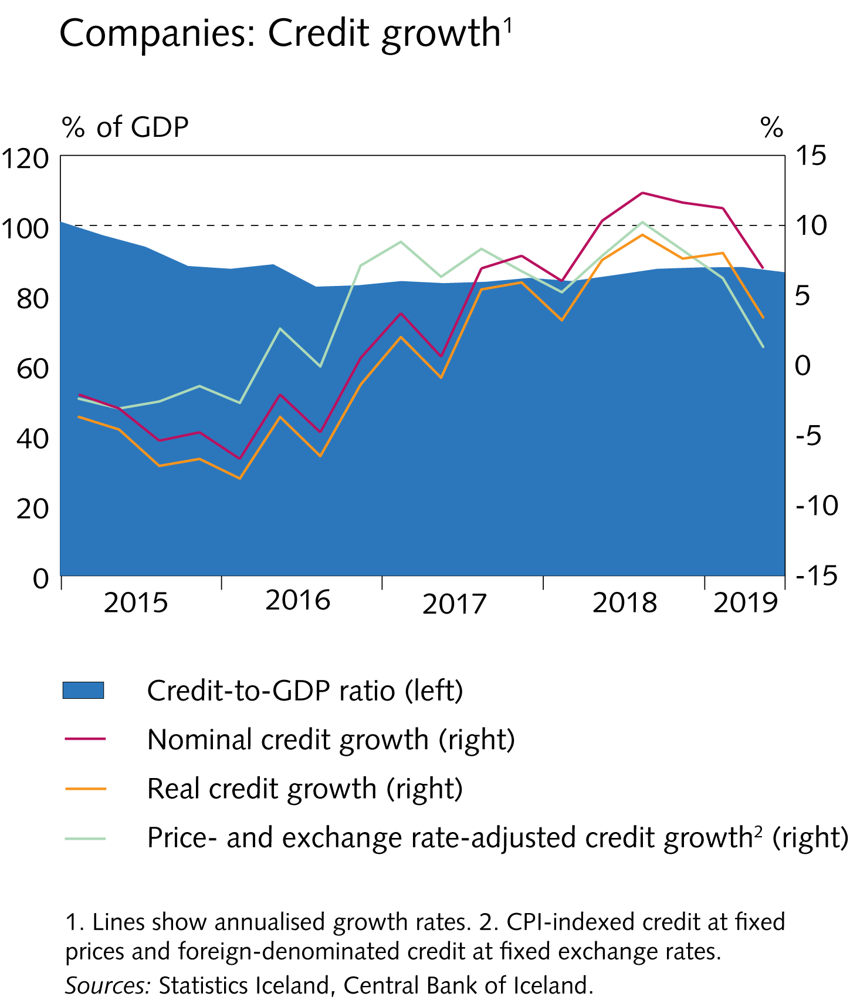 Companies: Credit growth¹
% of GDP %
120 15
100 10
80 5
60 0
40 -5
20 -10
0 -15
2015 2016 2017 2018 2019
Credit-to-GDP ratio (left)
Nominal credit growth (right)
Real credit growth (right)
Price- and exchange rate-adjusted credit growth² (right)
1. Lines show annualised growth rates. 2. CPI-indexed credit at fixed
prices and foreign-denominated credit at fixed exchange rates.
Sources: Statistics Iceland, Central Bank of Iceland.